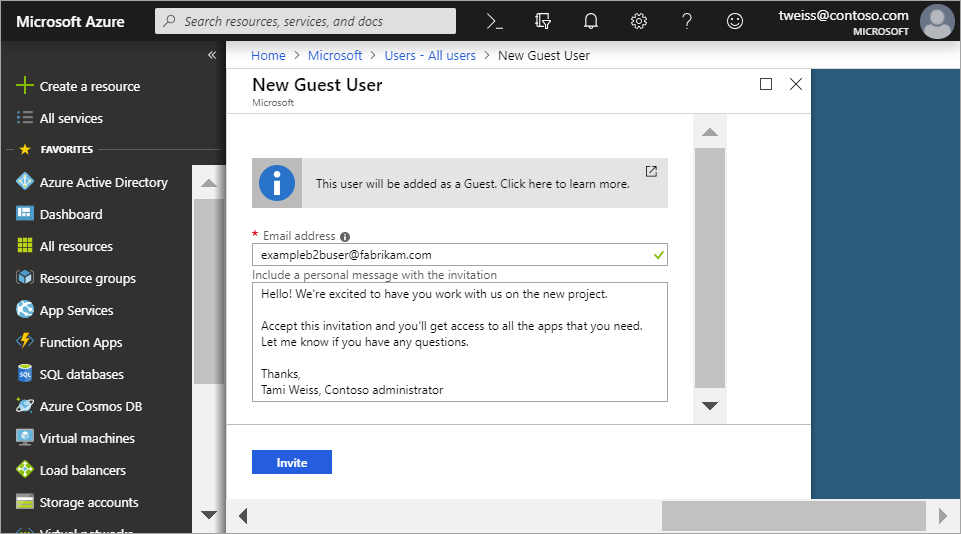 Microsoft Azure
Search resources, services, and docs
tweiss@contoso.com
MICROSOFT
Create a resource
All services
FAVORITES
Azure Active Directory
Dashboard
All resources
Resource groups
App Services
Function Apps
SQL databases
Azure Cosmos DB
Virtual machines
Load balancers
Storage accounts
Virtual networks
Home > Microsoft > Users - All users > New Guest User
New Guest User
Microsoft
This user will be added as a Guest. Click here to learn more.
* Email address
exampleb2buser@fabrikam.com
Include a personal message with the invitation
Hello! We're excited to have you work with us on the new project.
Accept this invitation and you'll get access to all the apps that you need.
Let me know if you have any questions.
Thanks,
Tami Weiss, Contoso administrator
Invite